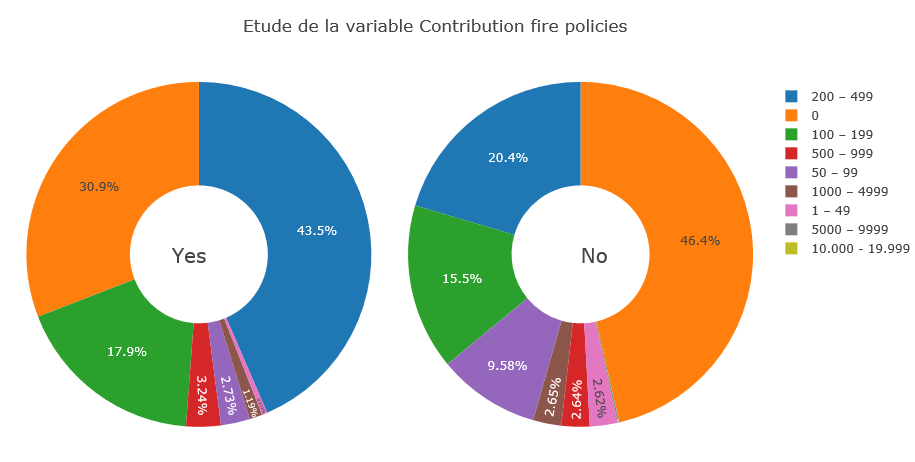 Etude de la variable Contribution fire policies
30.9%
43.5%
Yes
17.9%
3.24%
2.73%
1.19%
20.4%
46.4%
No
15.5%
9.58%
2.65%
2.64%
2.62%
200 – 499
0
100 – 199
500 – 999
50 – 99
1000 – 4999
1 – 49
5000 – 9999
10.000 - 19.999